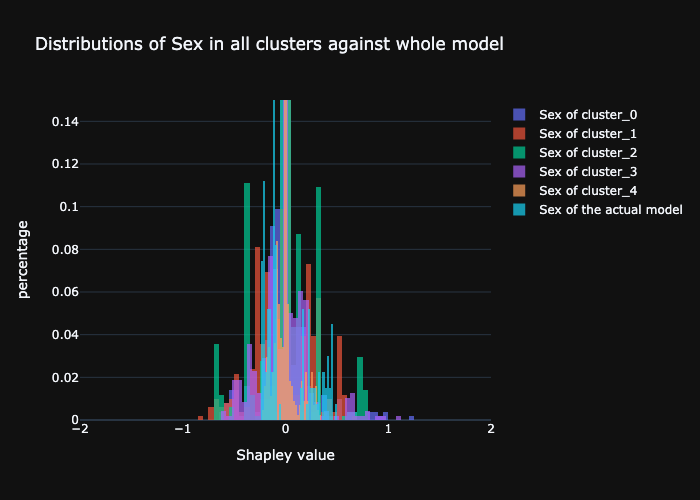 Distributions of Sex in all clusters against whole model
percentage
0.14
0.12
0.1
0.08
0.06
0.04
0.02
0
−2
−1
0
1
2
Shapley value
Sex of cluster_0
Sex of cluster_1
Sex of cluster_2
Sex of cluster_3
Sex of cluster_4
Sex of the actual model